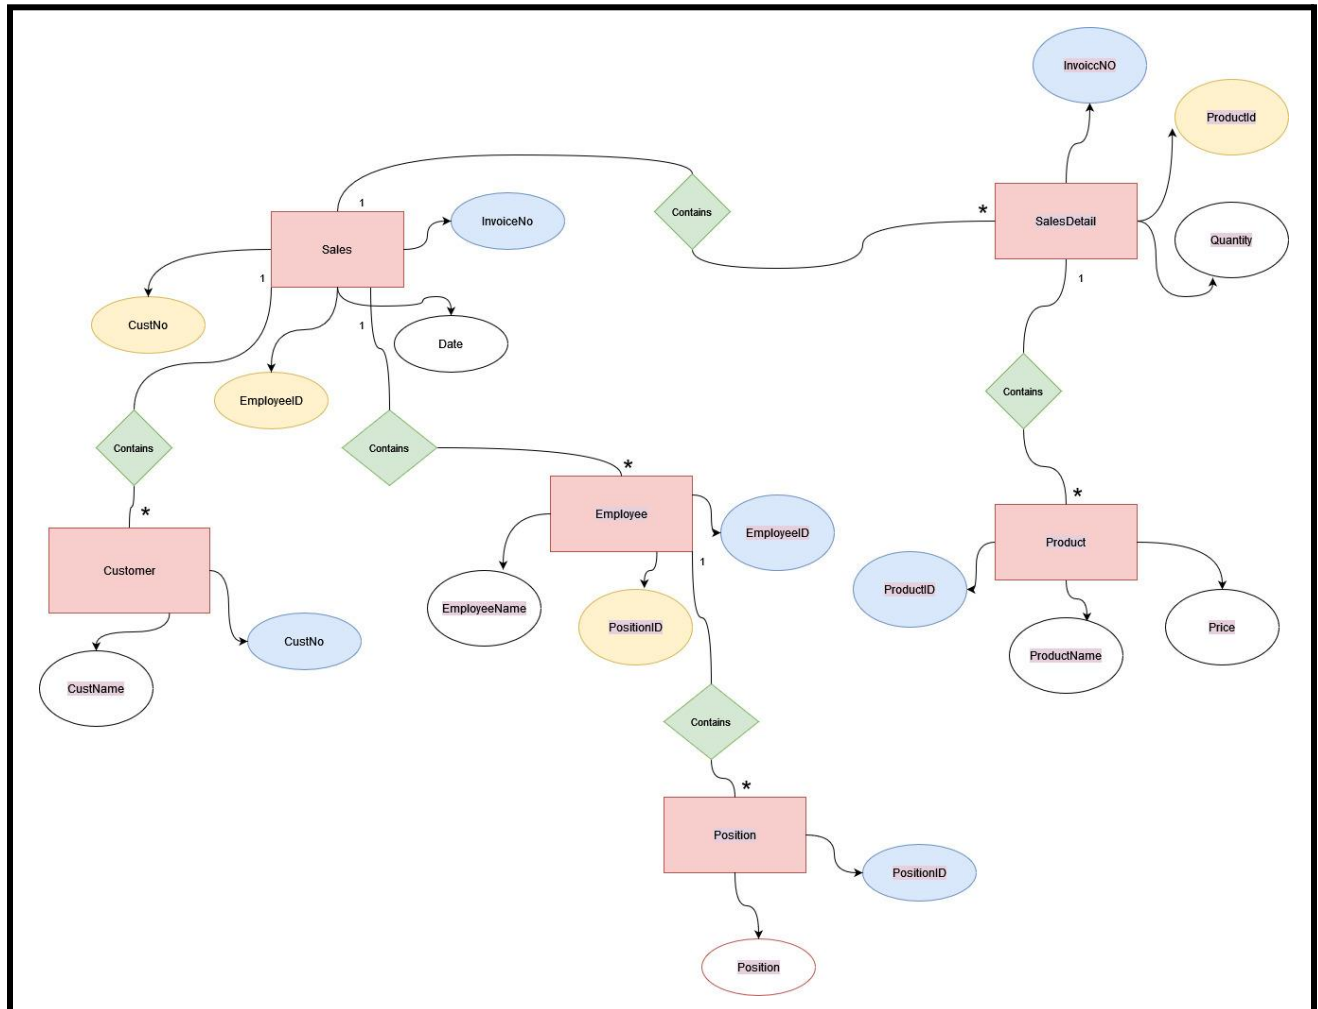 InvoiccNO
ProductId
Contains
1
InvoiceNo
*
SalesDetail
Sales
Quantity
1
1
CustNo
1
Date
Contains
EmployeeID
Contains
Contains
*
*
*
Employee
EmployeeID
Product
1
Customer
ProductID
EmployeeName
PositionID
Price
CustNo
ProductName
CustName
Contains
*
Position
PositionID
Position